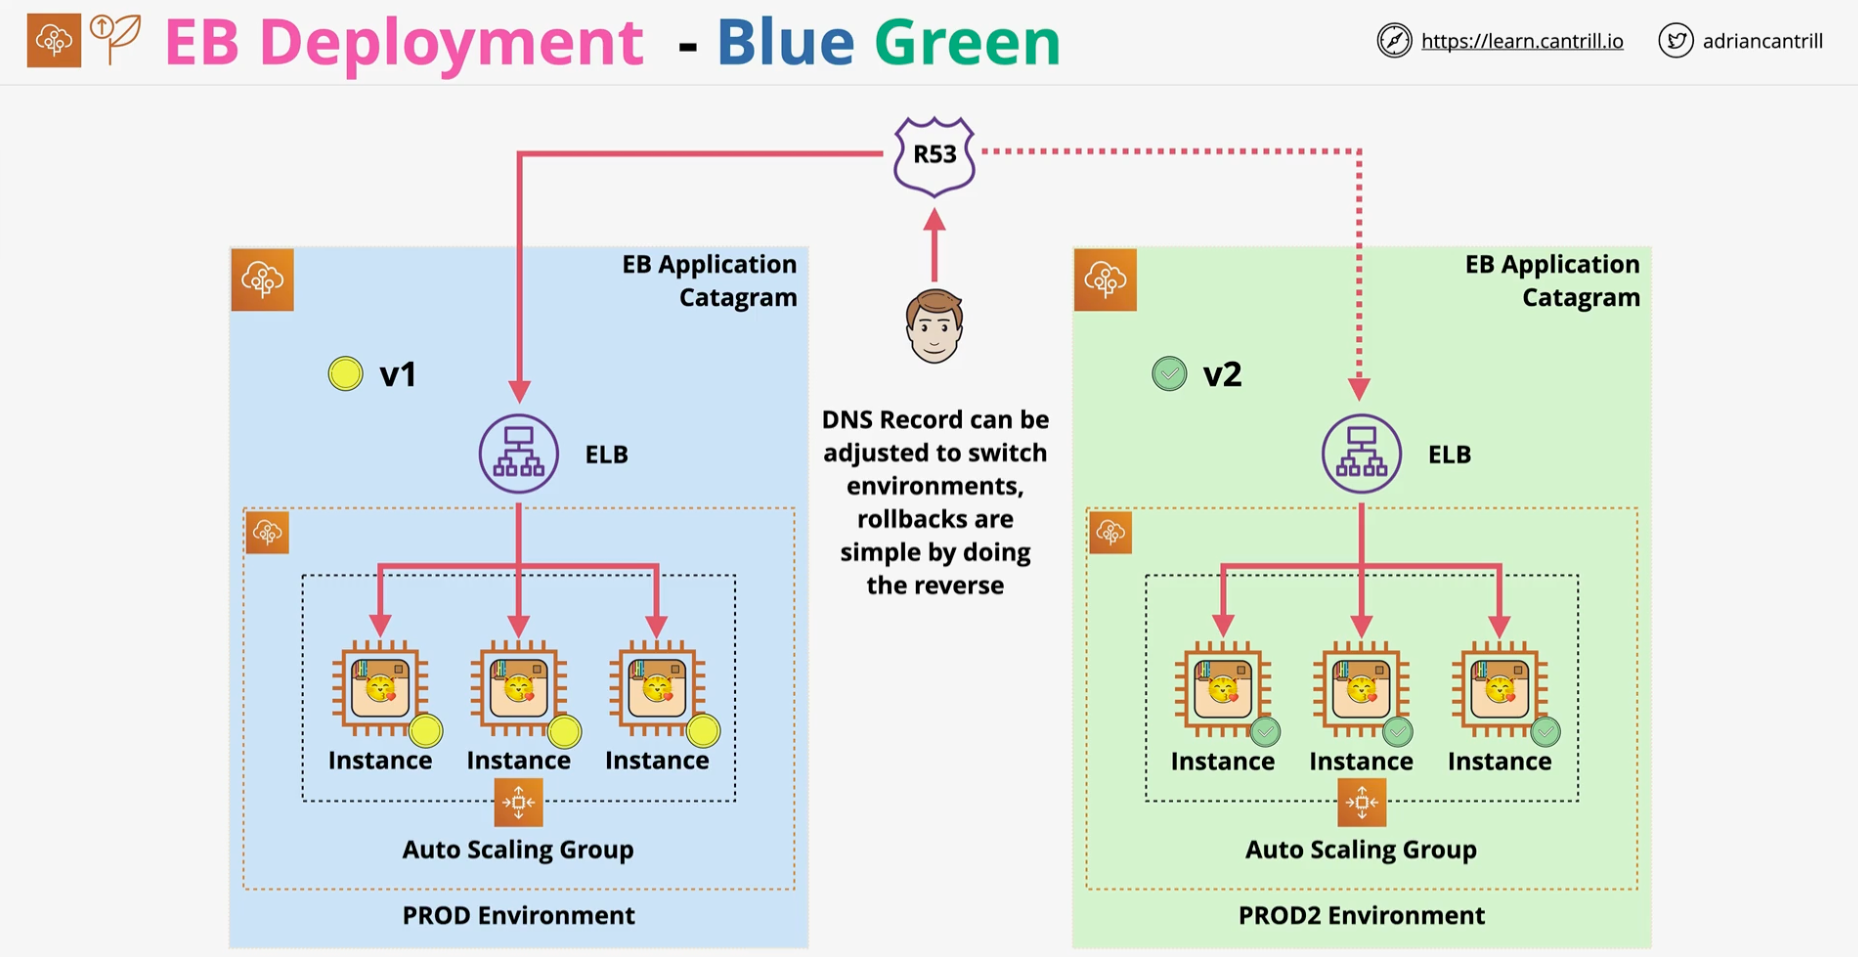 EB Deployment - Blue Green
https://learn.cantrill.io
adriancantrill
R53
EB Application
Catagram
v1
ELB
Instance
Instance
Instance
Auto Scaling Group
PROD Environment
DNS Record can be
adjusted to switch
environments,
rollbacks are
simple by doing
the reverse
EB Application
Catagram
v2
ELB
Instance
Instance
Instance
Auto Scaling Group
PROD2 Environment